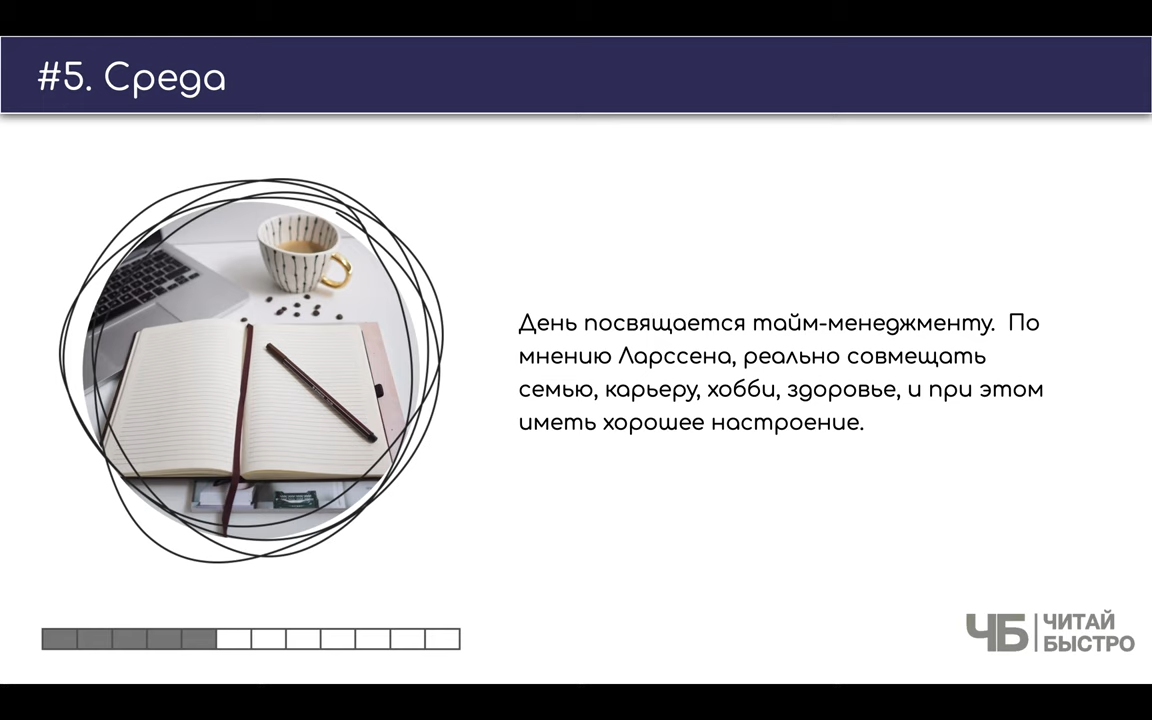 #5. Среда
День посвящается тайм-менеджменту. По
мнению Ларссена, реально совмещать
семью, карьеру, хобби, здоровье, и при этом
иметь хорошее настроение.
ЧБ
ЧИТАЙ
БЫСТРО